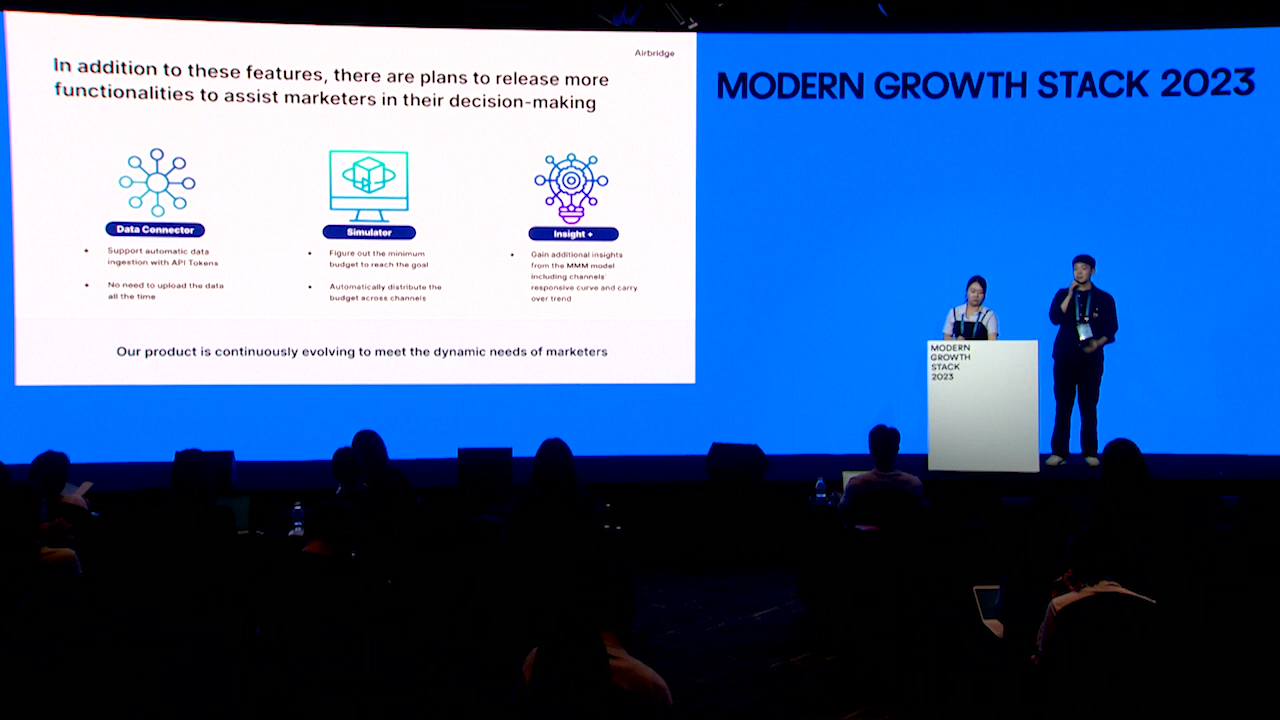 Airbridge
In addition to these features, there are plans to release more
functionalities to assist marketers in their decision-making
Data Connector
• Support automatic data
ingestion with API Tokens
• No need to upload the data
all the time
Simulator
• Figure out the minimum
budget to reach the goal
• Automatically distribute the
budget across channels
Insight +
• Gain additional insights
from the MMM model
including channels'
responsive curve and carry
over trend
Our product is continuously evolving to meet the dynamic needs of marketers
MODERN GROWTH STACK 2023
MODERN
GROWTH
STACK
2023